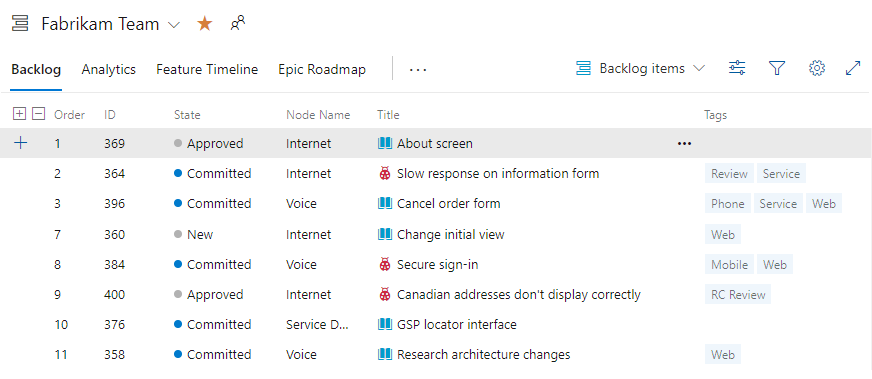 Fabrikam Team
Backlog Analytics Feature Timeline Epic Roadmap ... Backlog items
Order ID State Node Name Title Tags
1 369 Approved Internet About screen ...
2 364 Committed Internet Slow response on information form Review Service
3 396 Committed Voice Cancel order form Phone Service Web
7 360 New Internet Change initial view Web
8 384 Committed Voice Secure sign-in Mobile Web
9 400 Approved Internet Canadian addresses don't display correctly RC Review
10 376 Committed Service D... GSP locator interface
11 358 Committed Voice Research architecture changes Web